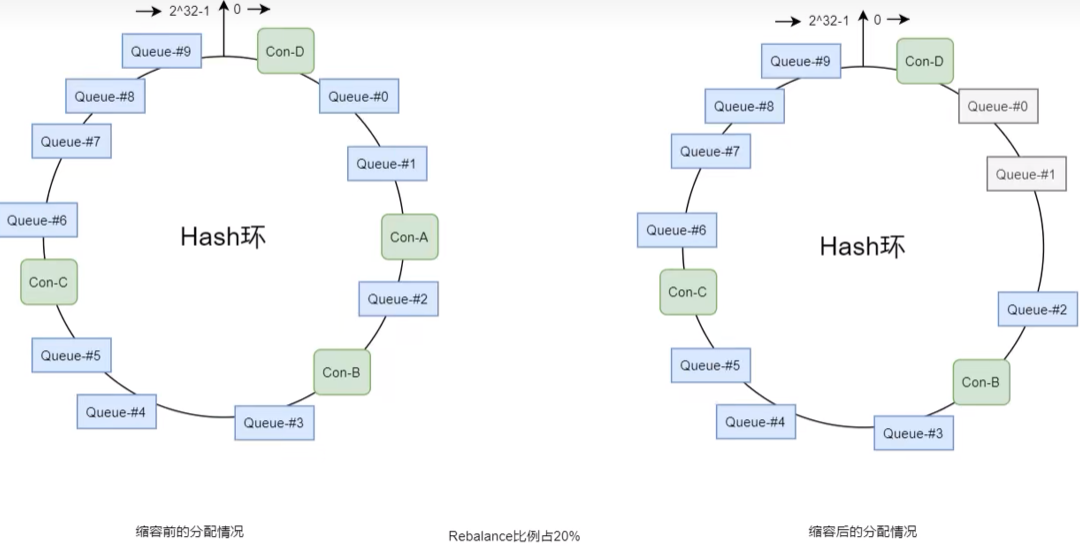 2^32-1
0
Queue-#9
Con-D
Queue-#8
Queue-#0
Queue-#7
Queue-#1
Queue-#6
Hash环
Con-A
Con-C
Queue-#2
Queue-#5
Con-B
Queue-#4
Queue-#3
缩容前的分配情况
Rebalance比例占20%
2^32-1
0
Queue-#9
Con-D
Queue-#8
Queue-#0
Queue-#7
Queue-#1
Queue-#6
Hash环
Con-C
Queue-#2
Queue-#5
Con-B
Queue-#4
Queue-#3
缩容后的分配情况